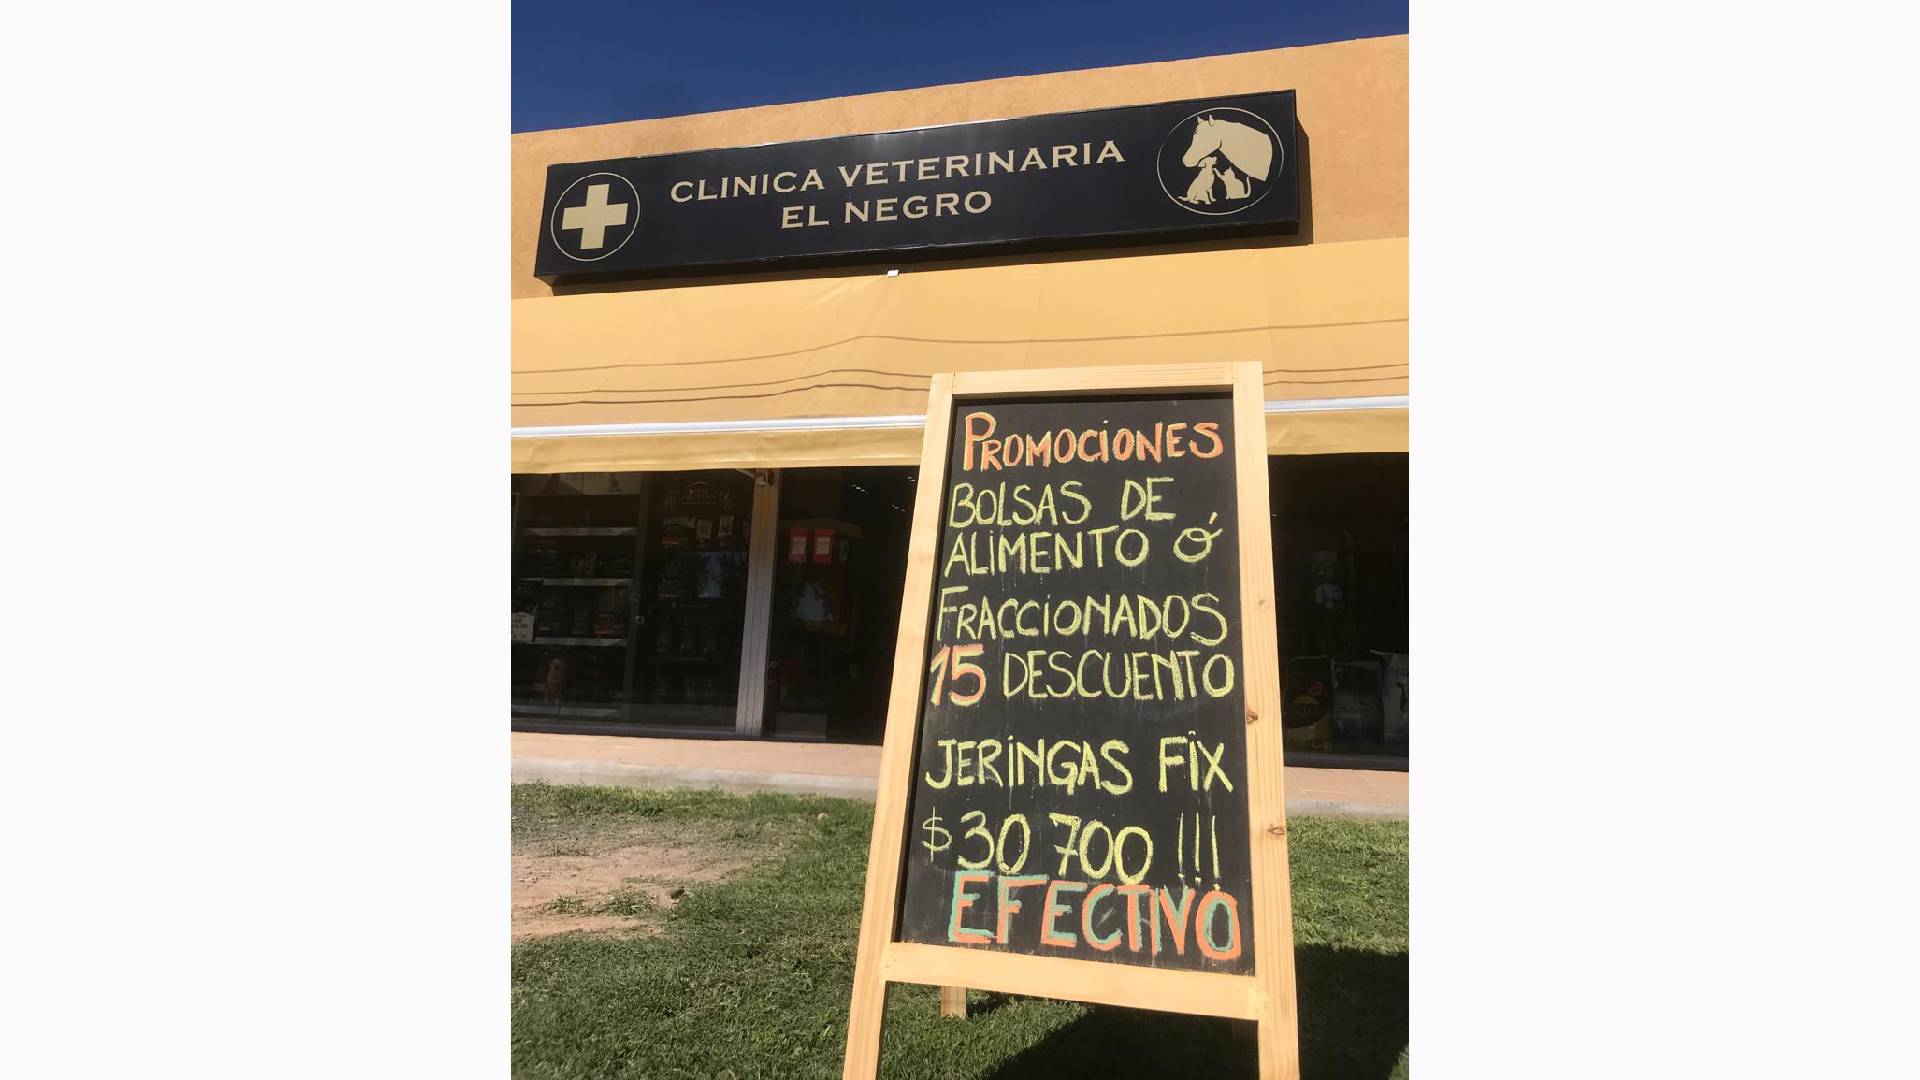 CLINICA VETERINARIA
EL NEGRO
PROMOCIONES
BOLSAS DE
ALIMENTO Ó
FRACCIONADOS
15 DESCUENTO
JERINGAS FIX
$30 700 !!!
EFECTIVO